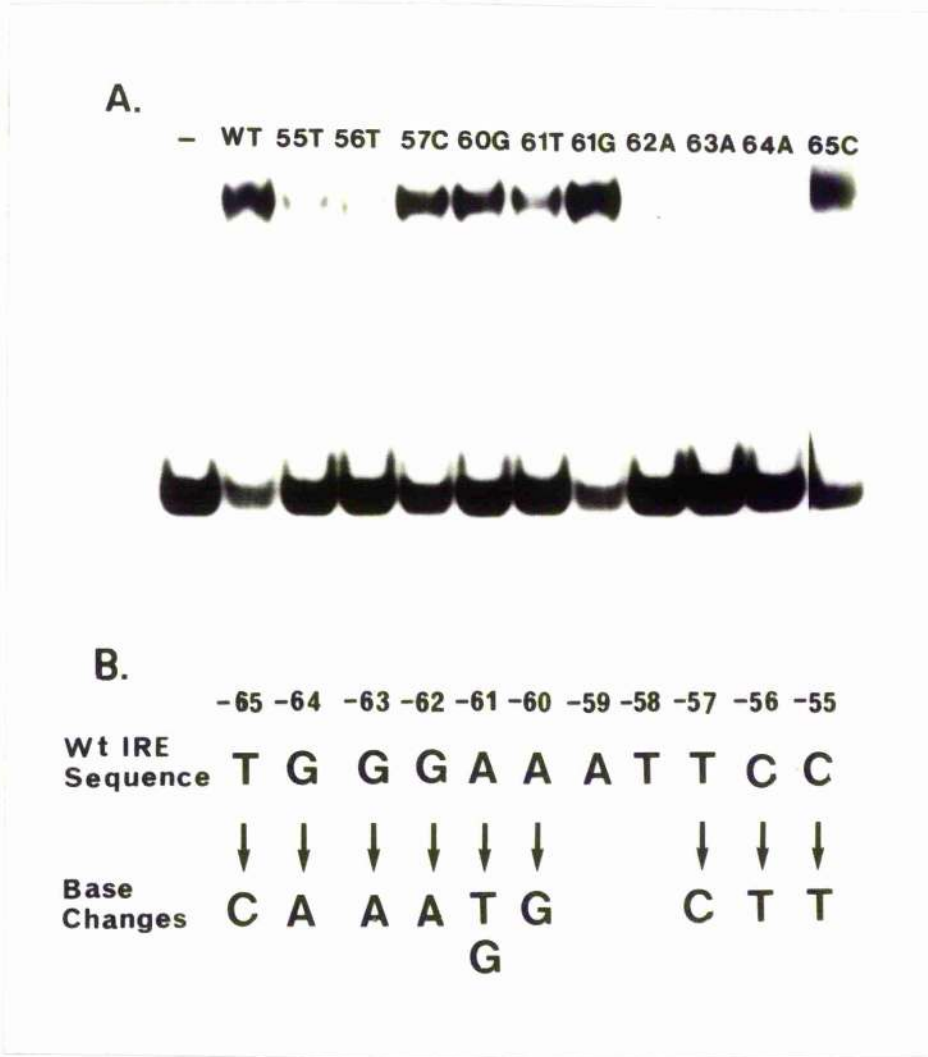 A.
– WT 55T 56T 57C 60G 61T 61G 62A 63A 64A 65C
B.
-65 -64 -63 -62 -61 -60 -59 -58 -57 -56 -55
Wt IRE
Sequence T G G G A A A T T C C
Base
Changes C A A A T G C T T
G